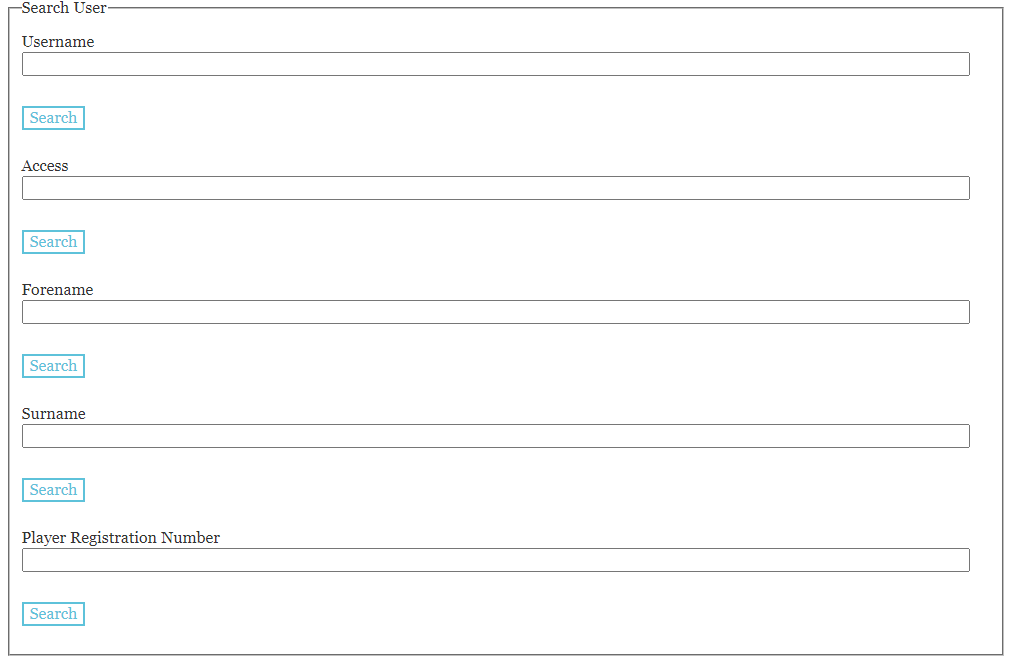 Search User
Username
Search
Access
Search
Forename
Search
Surname
Search
Player Registration Number
Search